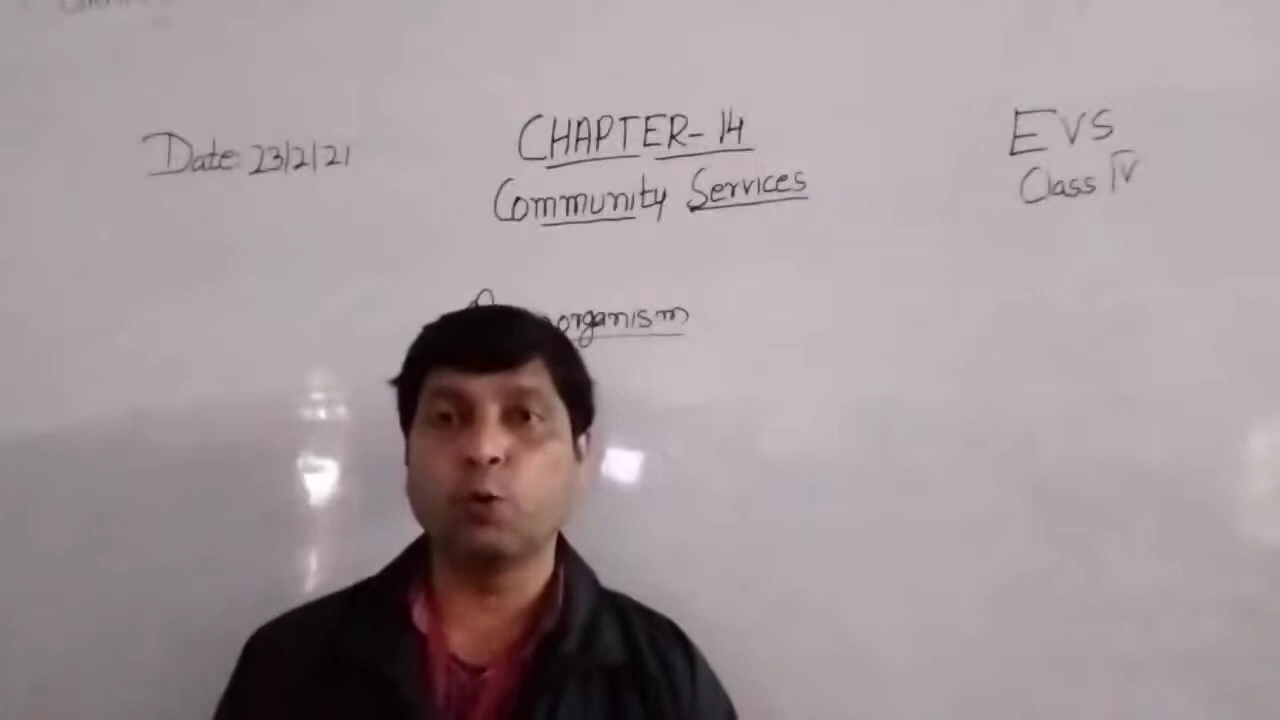 Date: 23/2/21
CHAPTER-14
Community Services
EVS
Class IV
organism